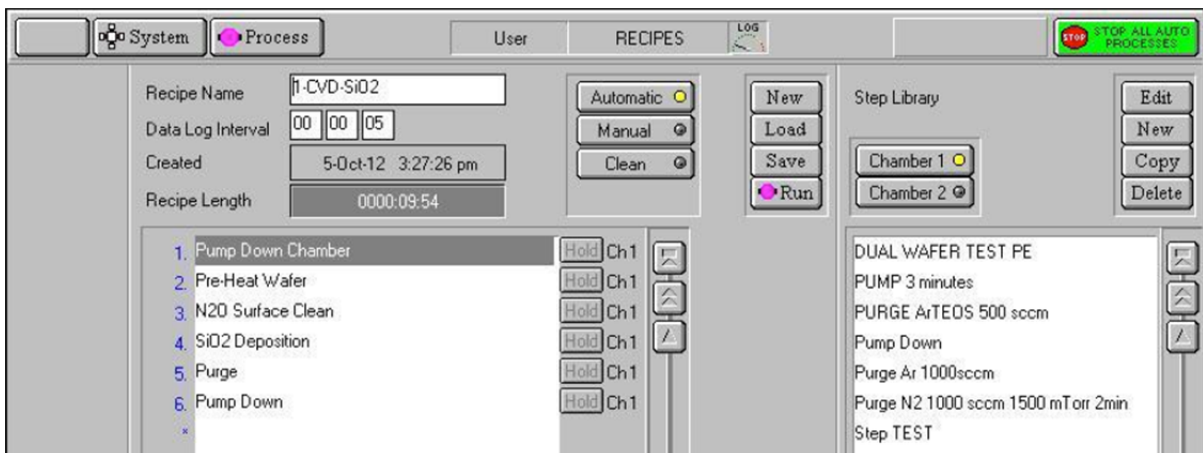 System Process User RECIPES LOG STOP STOP ALL AUTO
PROCESSES
Recipe Name 1-CVD-SiO2
Data Log Interval 00 00 05
Created 5-Oct-12 3:27:26 pm
Recipe Length 0000:09:54
Automatic
Manual
Clean
New
Load
Save
Run
Step Library
Chamber 1
Chamber 2
Edit
New
Copy
Delete
1. Pump Down Chamber Hold Ch1
2. Pre-Heat Wafer Hold Ch1
3. N2O Surface Clean Hold Ch1
4. SiO2 Deposition Hold Ch1
5. Purge Hold Ch1
6. Pump Down Hold Ch1
*
DUAL WAFER TEST PE
PUMP 3 minutes
PURGE ArTEOS 500 sccm
Pump Down
Purge Ar 1000sccm
Purge N2 1000 sccm 1500 mTorr 2min
Step TEST